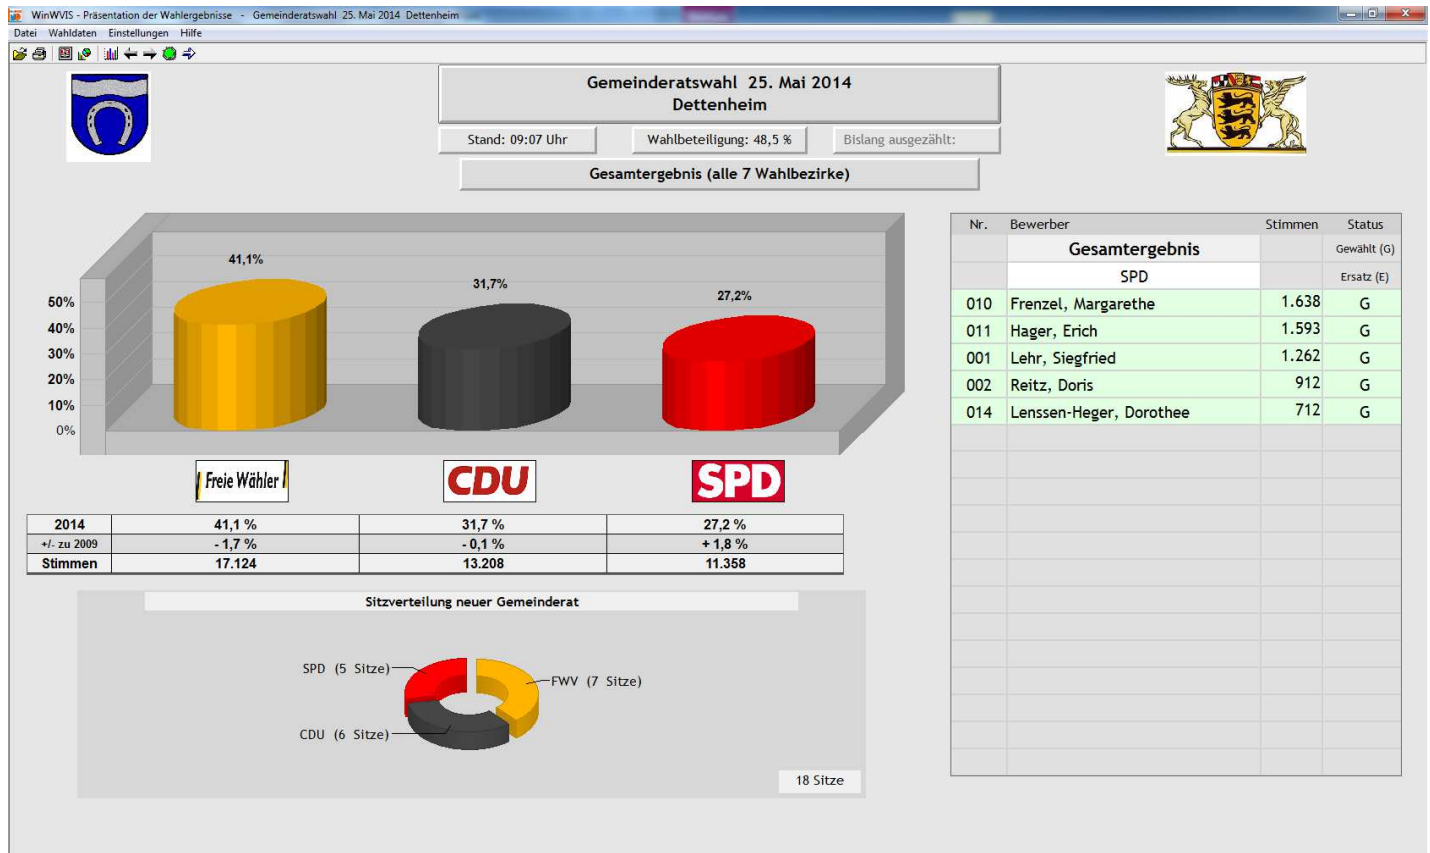 WinWVIS - Präsentation der Wahlergebnisse - Gemeinderatswahl 25. Mai 2014 Dettenheim
Datei Wahldaten Einstellungen Hilfe
Gemeinderatswahl 25. Mai 2014
Dettenheim
Stand: 09:07 Uhr Wahlbeteiligung: 48,5 % Bislang ausgezählt:
Gesamtergebnis (alle 7 Wahlbezirke)
41,1%
31,7%
27,2%
50%
40%
30%
20%
10%
0%
Freie Wähler CDU SPD
2014 41,1 % 31,7 % 27,2 %
+/- zu 2009 - 1,7 % - 0,1 % + 1,8 %
Stimmen 17.124 13.208 11.358
Sitzverteilung neuer Gemeinderat
SPD (5 Sitze)
FWV (7 Sitze)
CDU (6 Sitze)
18 Sitze
Nr. Bewerber Stimmen Status
Gesamtergebnis Gewählt (G)
SPD Ersatz (E)
010 Frenzel, Margarethe 1.638 G
011 Hager, Erich 1.593 G
001 Lehr, Siegfried 1.262 G
002 Reitz, Doris 912 G
014 Lenssen-Heger, Dorothee 712 G